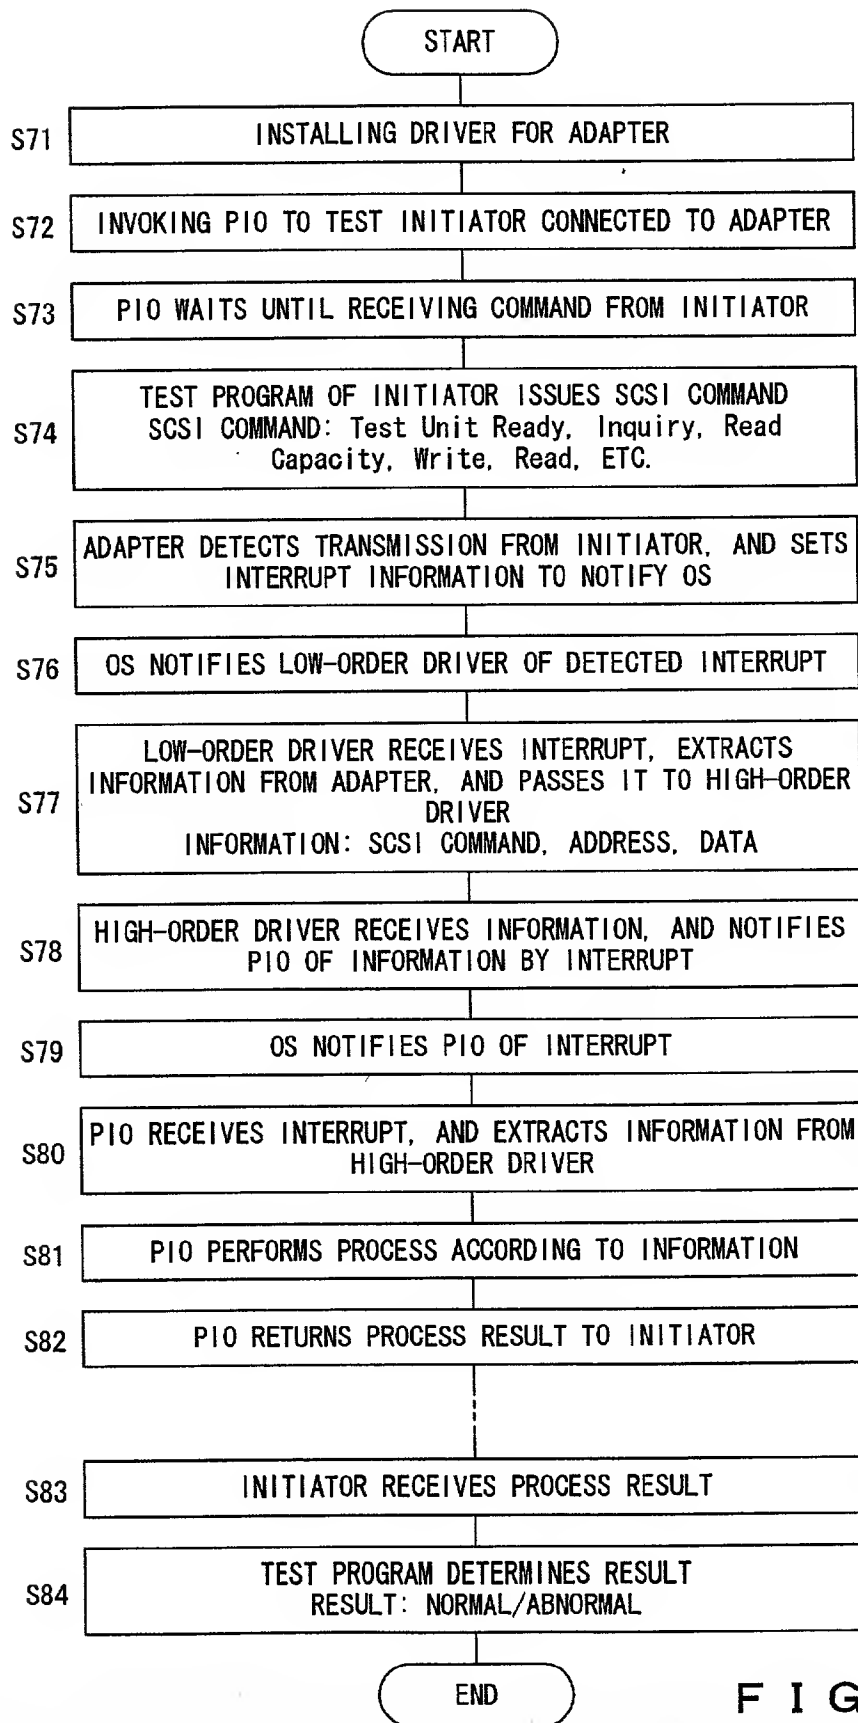 START
S71 INSTALLING DRIVER FOR ADAPTER
S72 INVOKING PIO TO TEST INITIATOR CONNECTED TO ADAPTER
S73 PIO WAITS UNTIL RECEIVING COMMAND FROM INITIATOR
TEST PROGRAM OF INITIATOR ISSUES SCSI COMMAND
S74 SCSI COMMAND: Test Unit Ready, Inquiry, Read
Capacity, Write, Read, ETC.
S75 ADAPTER DETECTS TRANSMISSION FROM INITIATOR, AND SETS
INTERRUPT INFORMATION TO NOTIFY OS
S76 OS NOTIFIES LOW-ORDER DRIVER OF DETECTED INTERRUPT
LOW-ORDER DRIVER RECEIVES INTERRUPT, EXTRACTS
S77 INFORMATION FROM ADAPTER, AND PASSES IT TO HIGH-ORDER
DRIVER
INFORMATION: SCSI COMMAND, ADDRESS, DATA
S78 HIGH-ORDER DRIVER RECEIVES INFORMATION, AND NOTIFIES
PIO OF INFORMATION BY INTERRUPT
S79 OS NOTIFIES PIO OF INTERRUPT
S80 PIO RECEIVES INTERRUPT, AND EXTRACTS INFORMATION FROM
HIGH-ORDER DRIVER
S81 PIO PERFORMS PROCESS ACCORDING TO INFORMATION
S82 PIO RETURNS PROCESS RESULT TO INITIATOR
S83 INITIATOR RECEIVES PROCESS RESULT
S84 TEST PROGRAM DETERMINES RESULT
RESULT: NORMAL/ABNORMAL
END
FIG